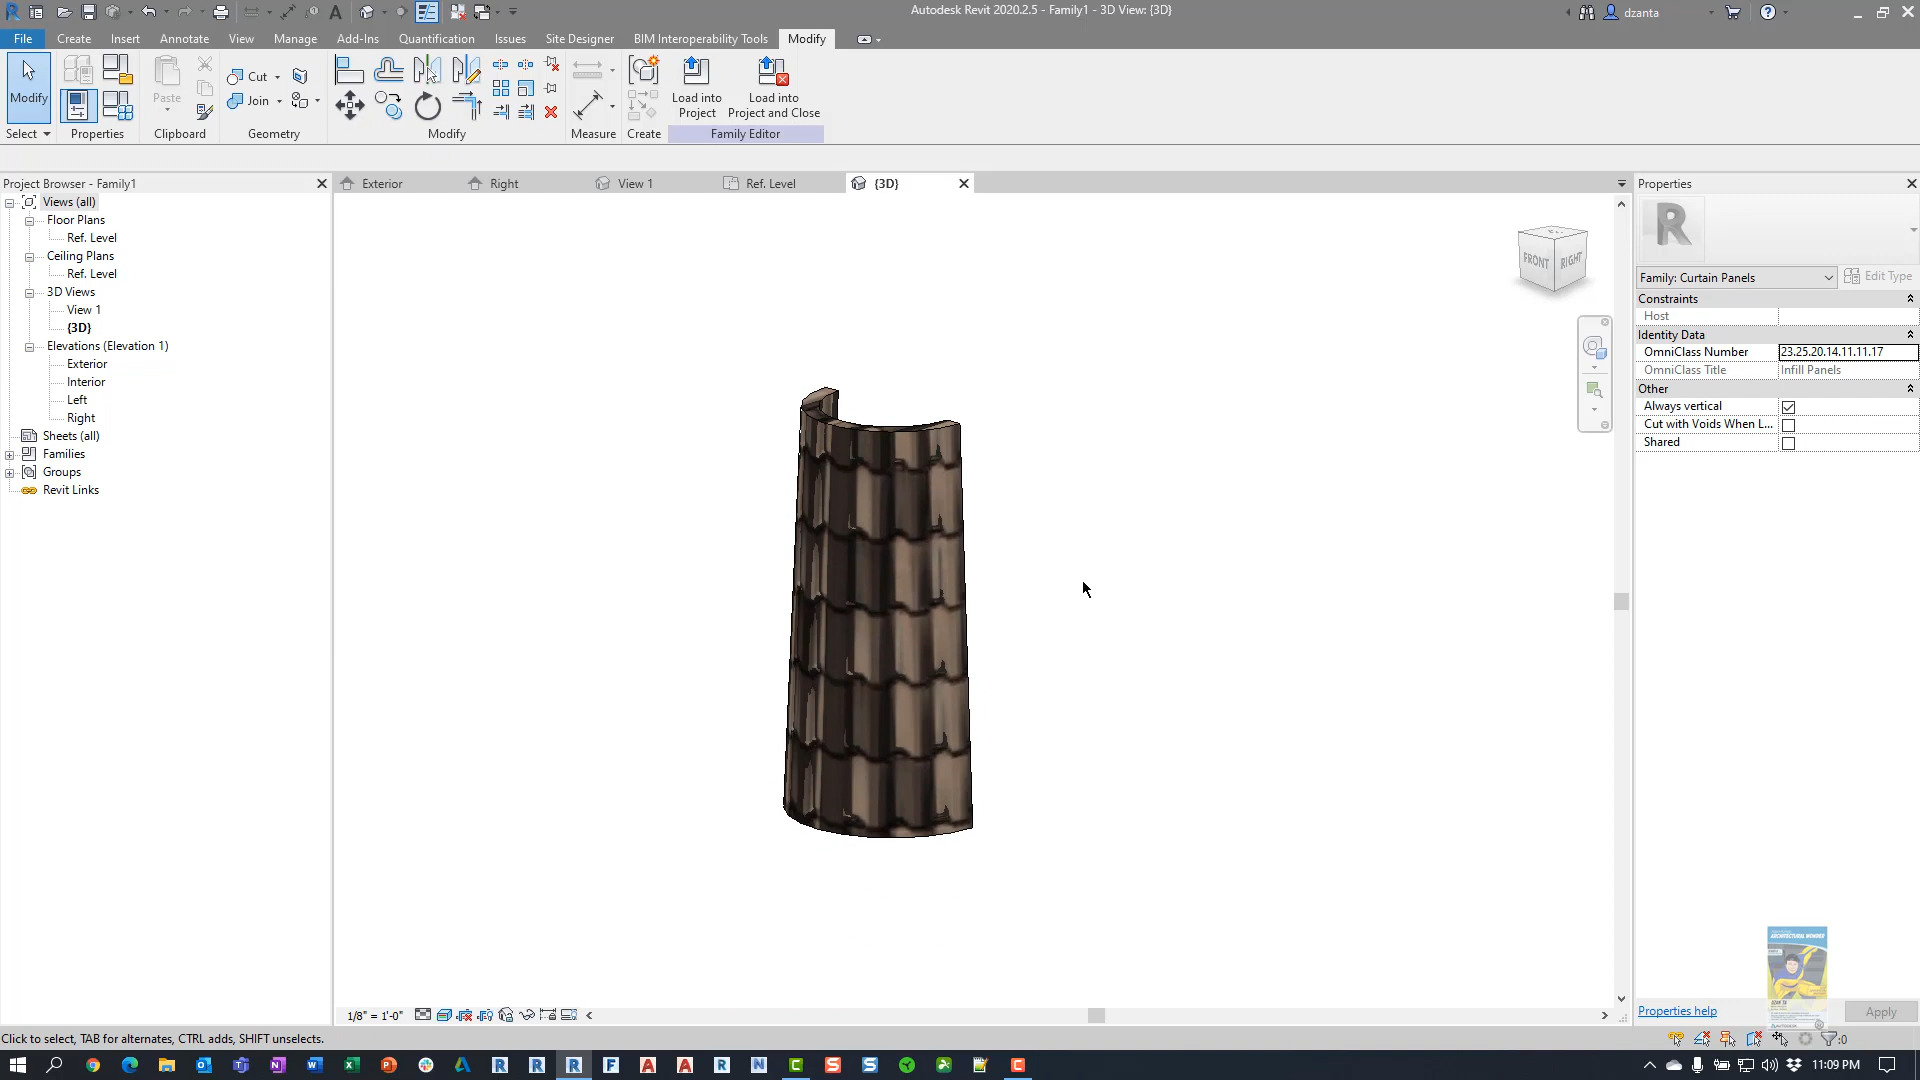 Autodesk Revit 2020.2.5 - Family1 - 3D View: {3D}
dzanta
File
Create
Insert
Annotate
View
Manage
Add-Ins
Quantification
Issues
Site Designer
BIM Interoperability Tools
Modify
Modify
Paste
Cut
Join
Load into
Project
Load into
Project and Close
Select
Properties
Clipboard
Geometry
Modify
Measure
Create
Family Editor
Project Browser - Family1
Exterior
Right
View 1
Ref. Level
{3D}
Properties
Views (all)
Floor Plans
Ref. Level
Ceiling Plans
Ref. Level
3D Views
View 1
{3D}
Elevations (Elevation 1)
Exterior
Interior
Left
Right
Sheets (all)
Families
Groups
Revit Links
FRONT
RIGHT
R
Family: Curtain Panels
Edit Type
Constraints
Host
Identity Data
OmniClass Number
23.25.20.14.11.11.17
OmniClass Title
Infill Panels
Other
Always vertical
Cut with Voids When L...
Shared
ARCHITECTURAL WONDER
Properties help
Apply
1/8" = 1'-0"
Click to select, TAB for alternates, CTRL adds, SHIFT unselects.
:0
11:09 PM